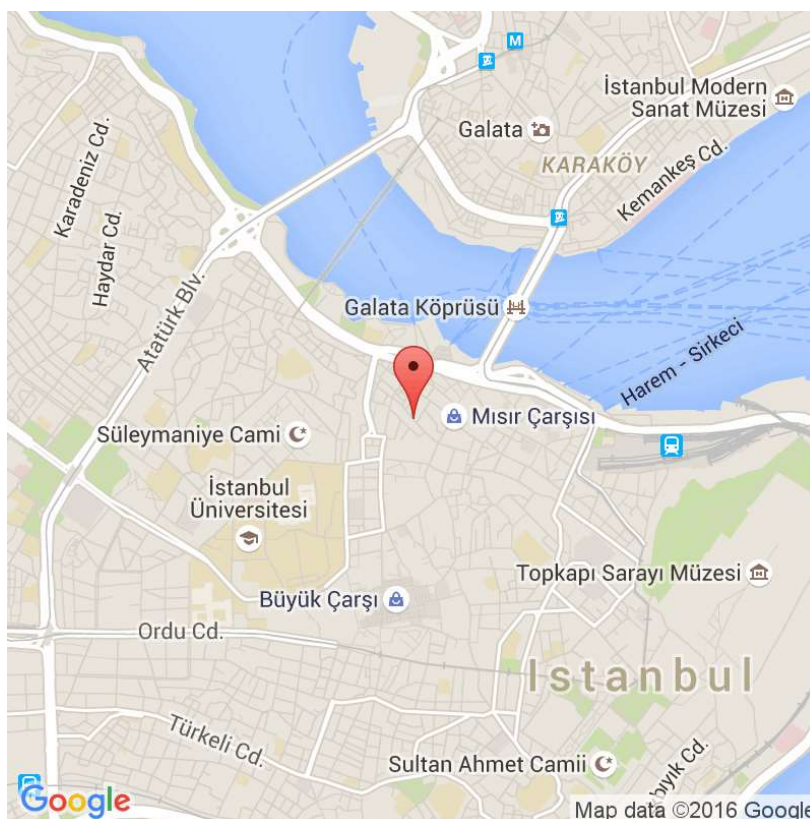 M
İstanbul Modern
Sanat Müzesi
Galata
KARAKÖY
Kemankeş Cd.
Karadeniz Cd.
Haydar Cd.
Atatürk Blv.
Galata Köprüsü
Harem - Sirkeci
Mısır Çarşısı
Süleymaniye Cami
İstanbul
Üniversitesi
Topkapı Sarayı Müzesi
Büyük Çarşı
Ordu Cd.
Istanbul
Türkeli Cd.
Sultan Ahmet Camii
bıyık Cd.
Google
Map data ©2016 Google